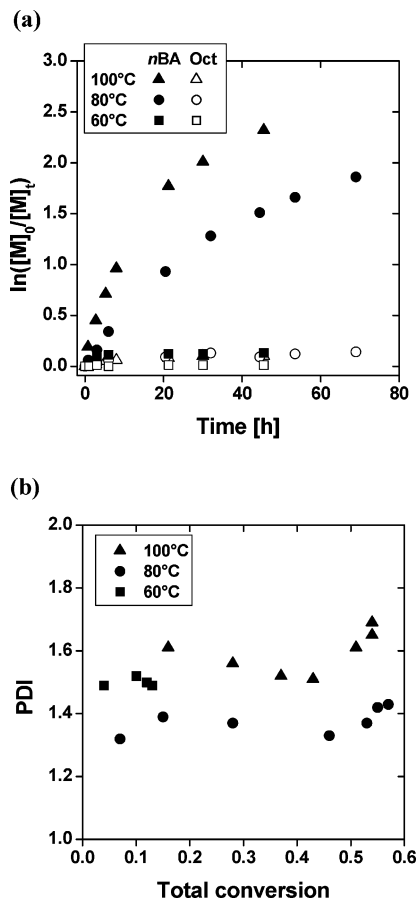 (a)
nBA Oct
100°C
80°C
60°C
3.0
2.5
2.0
1.5
1.0
0.5
0.0
ln([M]0/[M]t)
0 20 40 60 80
Time [h]
(b)
100°C
80°C
60°C
2.0
1.8
1.6
1.4
1.2
1.0
PDI
0.0 0.1 0.2 0.3 0.4 0.5 0.6
Total conversion